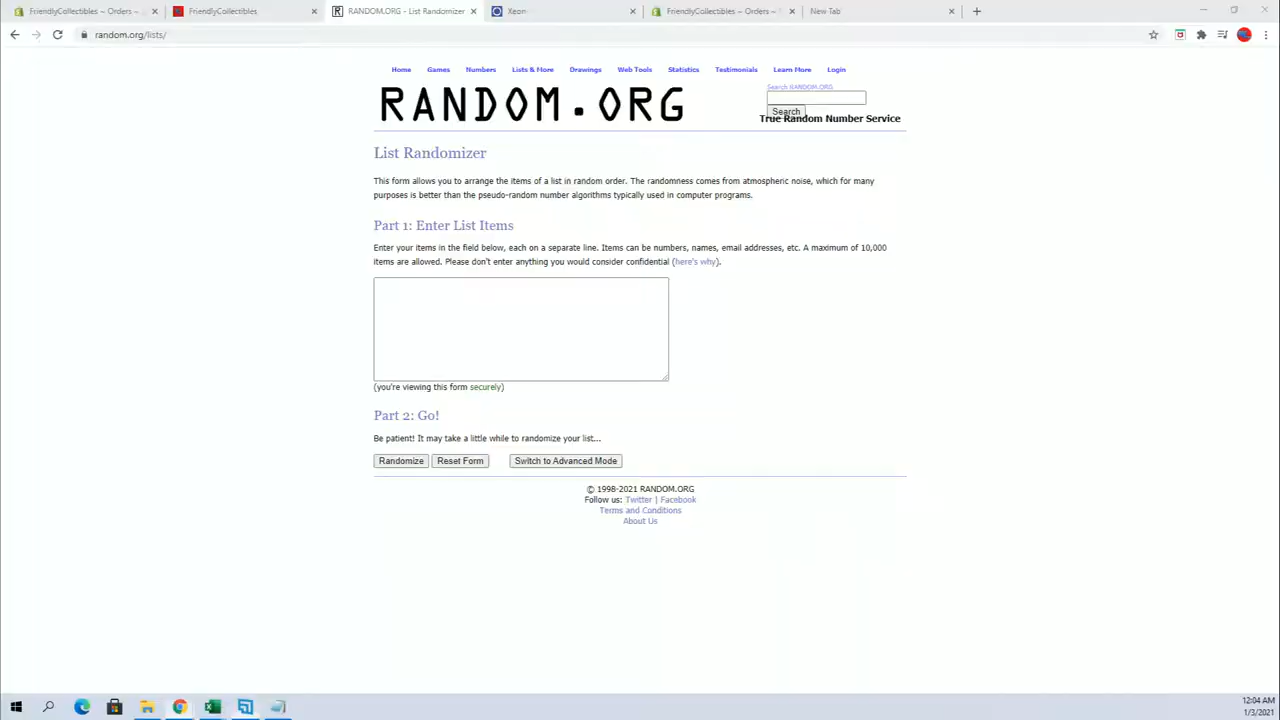 FriendlyCollectibles ~ Orders ~
FriendlyCollectibles
RANDOM.ORG - List Randomizer
Xeon
FriendlyCollectibles ~ Orders ~
New Tab
random.org/lists/
Home Games Numbers Lists & More Drawings Web Tools Statistics Testimonials Learn More Login
RANDOM.ORG
Search RANDOM.ORG
Search
True Random Number Service
List Randomizer
This form allows you to arrange the items of a list in random order. The randomness comes from atmospheric noise, which for many
purposes is better than the pseudo-random number algorithms typically used in computer programs.
Part 1: Enter List Items
Enter your items in the field below, each on a separate line. Items can be numbers, names, email addresses, etc. A maximum of 10,000
items are allowed. Please don't enter anything you would consider confidential (here's why).
(you're viewing this form securely)
Part 2: Go!
Be patient! It may take a little while to randomize your list...
Randomize Reset Form Switch to Advanced Mode
© 1998-2021 RANDOM.ORG
Follow us: Twitter | Facebook
Terms and Conditions
About Us
12:04 AM
1/3/2021